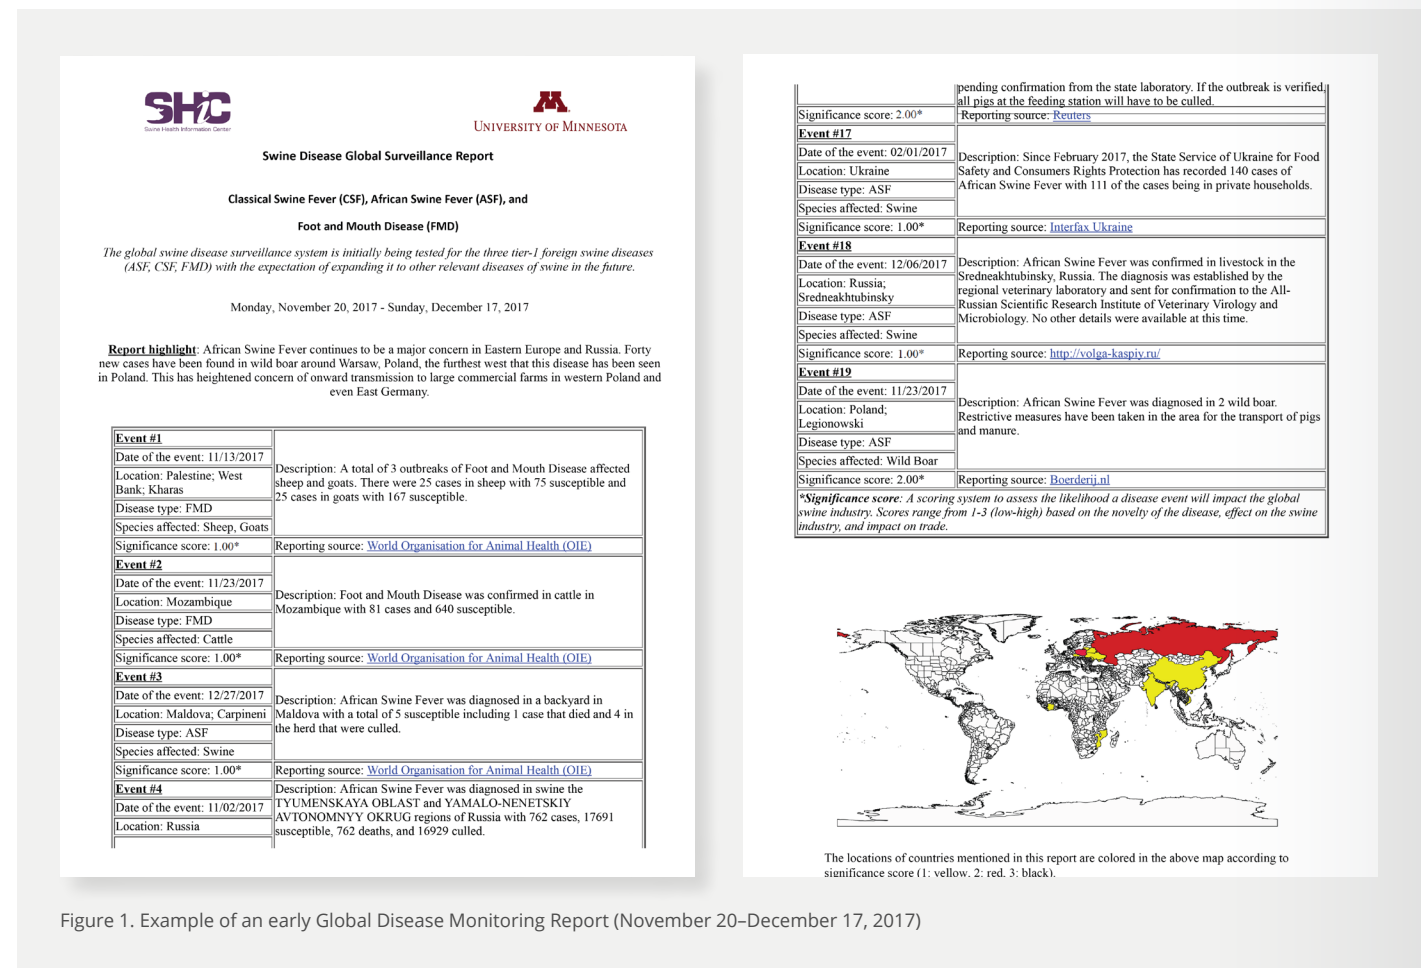 SHiC
Swine Health Information Center
M
UNIVERSITY OF MINNESOTA
Swine Disease Global Surveillance Report
Classical Swine Fever (CSF), African Swine Fever (ASF), and
Foot and Mouth Disease (FMD)
The global swine disease surveillance system is initially being tested for the three tier-1 foreign swine diseases
(ASF, CSF, FMD) with the expectation of expanding it to other relevant diseases of swine in the future.
Monday, November 20, 2017 - Sunday, December 17, 2017
Report highlight: African Swine Fever continues to be a major concern in Eastern Europe and Russia. Forty
new cases have been found in wild boar around Warsaw, Poland, the furthest west that this disease has been seen
in Poland. This has heightened concern of onward transmission to large commercial farms in western Poland and
even East Germany.
Event #1
Date of the event: 11/13/2017
Location: Palestine; West
Bank; Kharas
Disease type: FMD
Species affected: Sheep, Goats
Description: A total of 3 outbreaks of Foot and Mouth Disease affected
sheep and goats. There were 25 cases in sheep with 75 susceptible and
25 cases in goats with 167 susceptible.
Significance score: 1.00*
Reporting source: World Organisation for Animal Health (OIE)
Event #2
Date of the event: 11/23/2017
Location: Mozambique
Disease type: FMD
Species affected: Cattle
Description: Foot and Mouth Disease was confirmed in cattle in
Mozambique with 81 cases and 640 susceptible.
Significance score: 1.00*
Reporting source: World Organisation for Animal Health (OIE)
Event #3
Date of the event: 12/27/2017
Location: Maldova; Carpineni
Disease type: ASF
Species affected: Swine
Description: African Swine Fever was diagnosed in a backyard in
Maldova with a total of 5 susceptible including 1 case that died and 4 in
the herd that were culled.
Significance score: 1.00*
Reporting source: World Organisation for Animal Health (OIE)
Event #4
Date of the event: 11/02/2017
Location: Russia
Description: African Swine Fever was diagnosed in swine the
TYUMENSKAYA OBLAST and YAMALO-NENETSKIY
AVTONOMNYY OKRUG regions of Russia with 762 cases, 17691
susceptible, 762 deaths, and 16929 culled.
pending confirmation from the state laboratory. If the outbreak is verified,
all pigs at the feeding station will have to be culled.
Significance score: 2.00*
Reporting source: Reuters
Event #17
Date of the event: 02/01/2017
Location: Ukraine
Disease type: ASF
Species affected: Swine
Description: Since February 2017, the State Service of Ukraine for Food
Safety and Consumers Rights Protection has recorded 140 cases of
African Swine Fever with 111 of the cases being in private households.
Significance score: 1.00*
Reporting source: Interfax Ukraine
Event #18
Date of the event: 12/06/2017
Location: Russia;
Sredneakhtubinsky
Disease type: ASF
Species affected: Swine
Description: African Swine Fever was confirmed in livestock in the
Sredneakhtubinsky, Russia. The diagnosis was established by the
regional veterinary laboratory and sent for confirmation to the All-
Russian Scientific Research Institute of Veterinary Virology and
Microbiology. No other details were available at this time.
Significance score: 1.00*
Reporting source: http://volga-kaspiy.ru/
Event #19
Date of the event: 11/23/2017
Location: Poland;
Legionowski
Disease type: ASF
Species affected: Wild Boar
Description: African Swine Fever was diagnosed in 2 wild boar.
Restrictive measures have been taken in the area for the transport of pigs
and manure.
Significance score: 2.00*
Reporting source: Boerderij.nl
*Significance score: A scoring system to assess the likelihood a disease event will impact the global
swine industry. Scores range from 1-3 (low-high) based on the novelty of the disease, effect on the swine
industry, and impact on trade.
The locations of countries mentioned in this report are colored in the above map according to
significance score (1: yellow, 2: red, 3: black).
Figure 1. Example of an early Global Disease Monitoring Report (November 20–December 17, 2017)